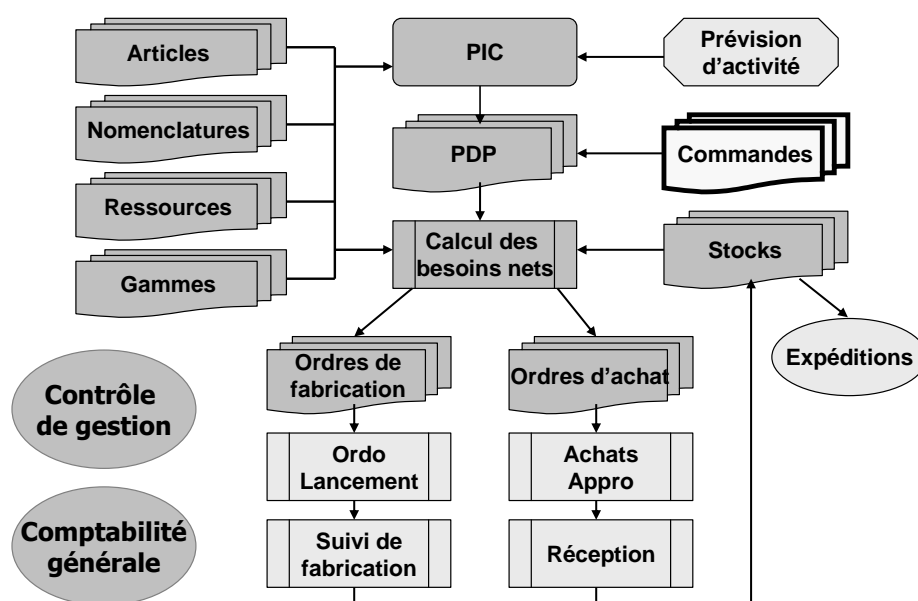 Articles
PIC
Prévision
d’activité
Nomenclatures
PDP
Commandes
Ressources
Calcul des
besoins nets
Stocks
Gammes
Ordres de
fabrication
Ordres d’achat
Expéditions
Contrôle
de gestion
Ordo
Lancement
Achats
Appro
Comptabilité
générale
Suivi de
fabrication
Réception